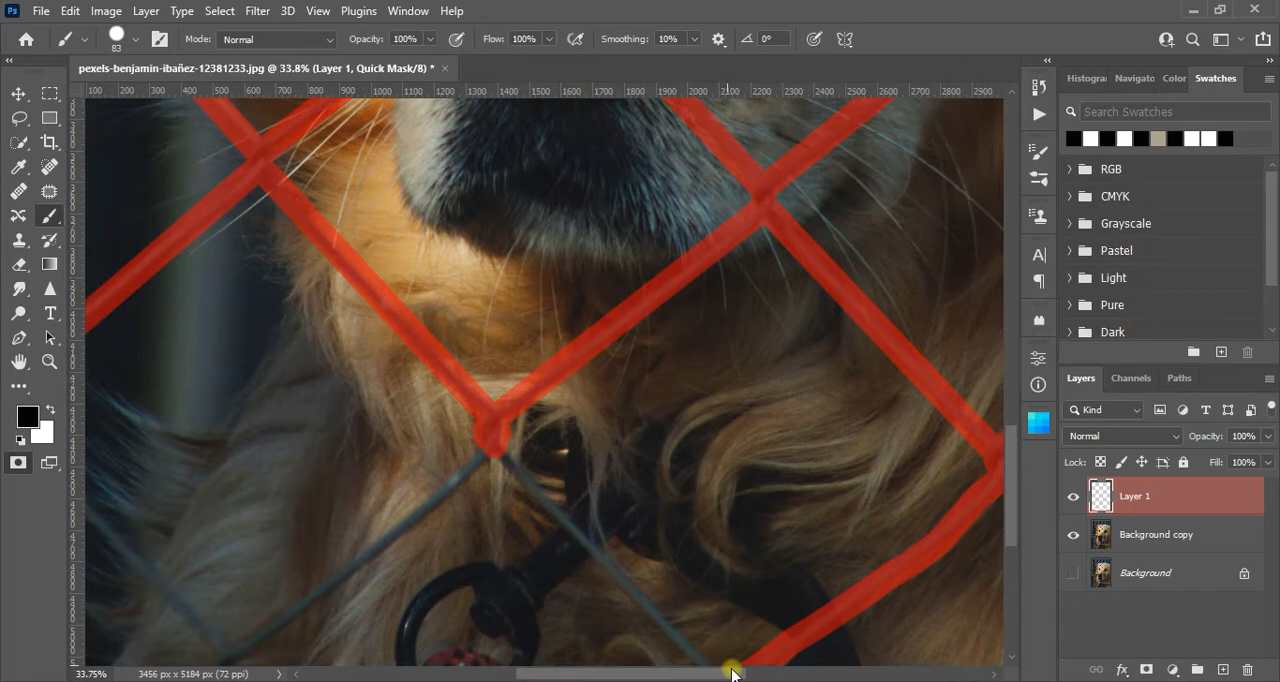 Ps File Edit Image Layer Type Select Filter 3D View Plugins Window Help
83 Mode: Normal Opacity: 100% Flow: 100% Smoothing: 10% 0°
pexels-benjamin-ibañez-12381233.jpg @ 33.8% (Layer 1, Quick Mask/8) *
100 200 300 400 500 600 700 800 900 1000 1100 1200 1300 1400 1500 1600 1700 1800 1900 2000 2100 2200 2300 2400 2500 2600 2700 2800 2900
Histogra Navigato Color Swatches
Search Swatches
RGB
CMYK
Grayscale
Pastel
Light
Pure
Dark
Layers Channels Paths
Kind
Normal Opacity: 100%
Lock: Fill: 100%
Layer 1
Background copy
Background
33.75% 3456 px x 5184 px (72 ppi)